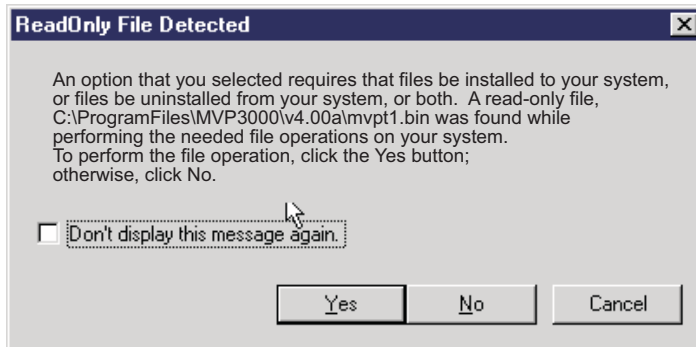 ReadOnly File Detected
An option that you selected requires that files be installed to your system,
or files be uninstalled from your system, or both. A read-only file,
C:\ProgramFiles\MVP3000\v4.00a\mvpt1.bin was found while
performing the needed file operations on your system.
To perform the file operation, click the Yes button;
otherwise, click No.
Don't display this message again.
Yes No Cancel